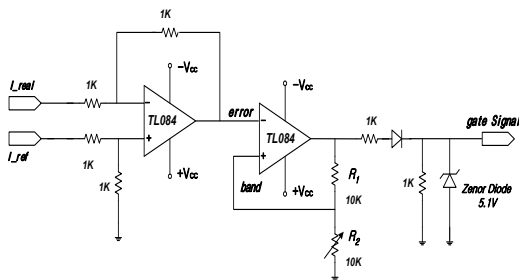 1K
I_real
1K
-Vcc
TL084
error
-Vcc
1K
gate Signal
I_ref
1K
1K
+Vcc
TL084
band
+Vcc
R1
10K
R2
10K
1K
Zenor Diode
5.1V